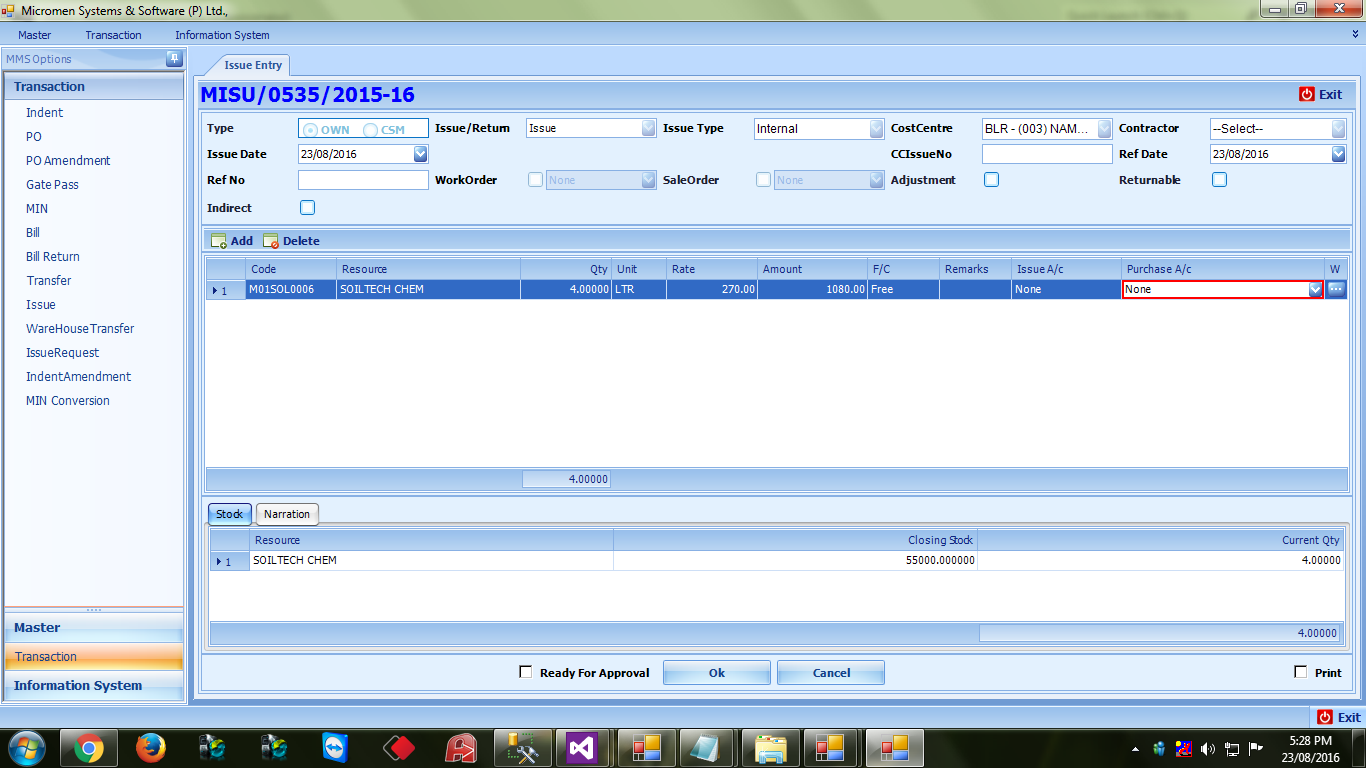 Micromen Systems & Software (P) Ltd.,
Master Transaction Information System
MMS Options
Transaction
Indent
PO
PO Amendment
Gate Pass
MIN
Bill
Bill Return
Transfer
Issue
WareHouseTransfer
IssueRequest
IndentAmendment
MIN Conversion
Master
Transaction
Information System
Issue Entry
MISU/0535/2015-16 Exit
Type OWN CSM Issue/Return Issue Issue Type Internal CostCentre BLR - (003) NAM... Contractor --Select--
Issue Date 23/08/2016 CCIssueNo Ref Date 23/08/2016
Ref No WorkOrder None SaleOrder None Adjustment Returnable
Indirect
Add Delete
Code Resource Qty Unit Rate Amount F/C Remarks Issue A/c Purchase A/c W
1 M01SOL0006 SOILTECH CHEM 4.00000 LTR 270.00 1080.00 Free None None ...
4.00000
Stock Narration
Resource Closing Stock Current Qty
1 SOILTECH CHEM 55000.000000 4.00000
4.00000
Ready For Approval Ok Cancel Print
Exit
5:28 PM
23/08/2016